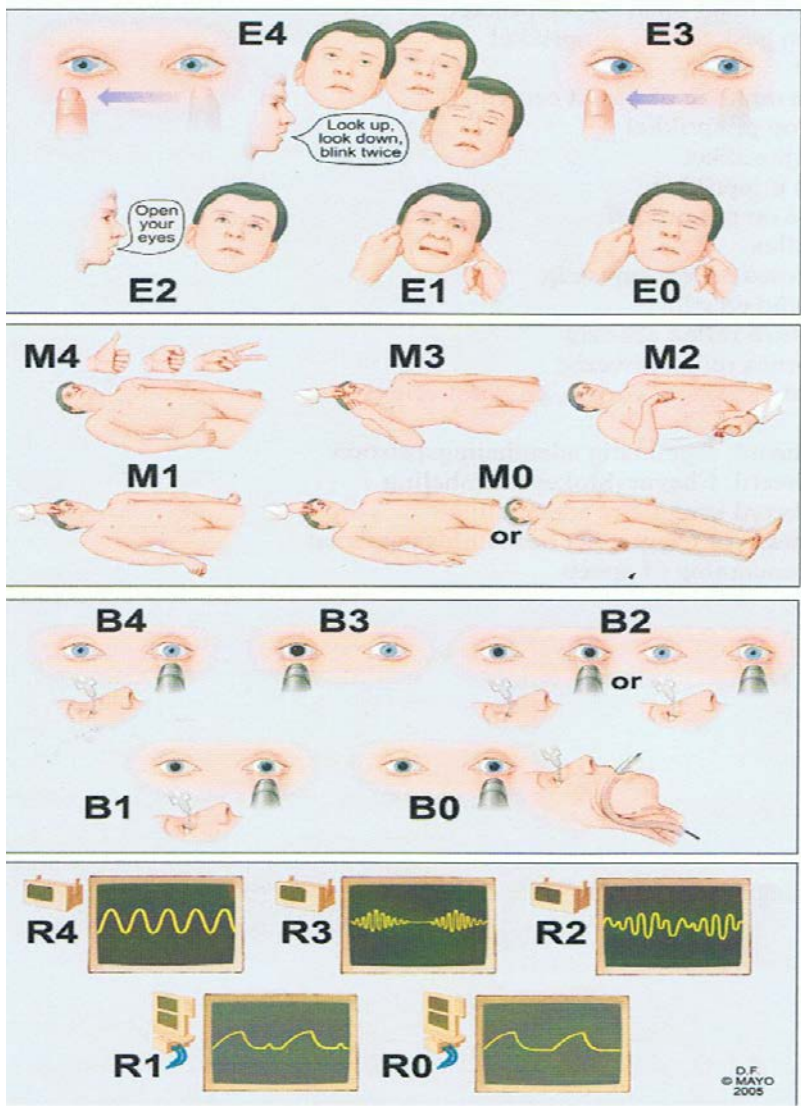 E4
E3
Look up,
look down,
blink twice
Open
your
eyes
E2
E1
E0
M4
M3
M2
M1
M0
or
B4
B3
B2
or
B1
B0
R4
R3
R2
R1
R0
D.F.
© MAYO
2005